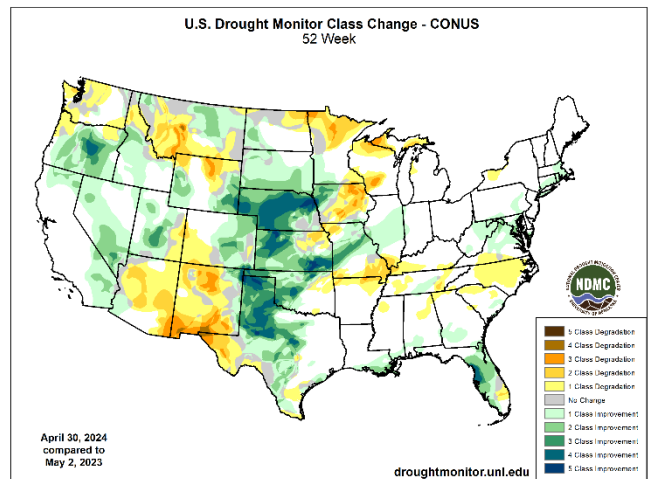 U.S. Drought Monitor Class Change - CONUS
52 Week
NDMC
5 Class Degradation
4 Class Degradation
3 Class Degradation
2 Class Degradation
1 Class Degradation
No Change
1 Class Improvement
2 Class Improvement
3 Class Improvement
4 Class Improvement
5 Class Improvement
April 30, 2024
compared to
May 2, 2023
droughtmonitor.unl.edu